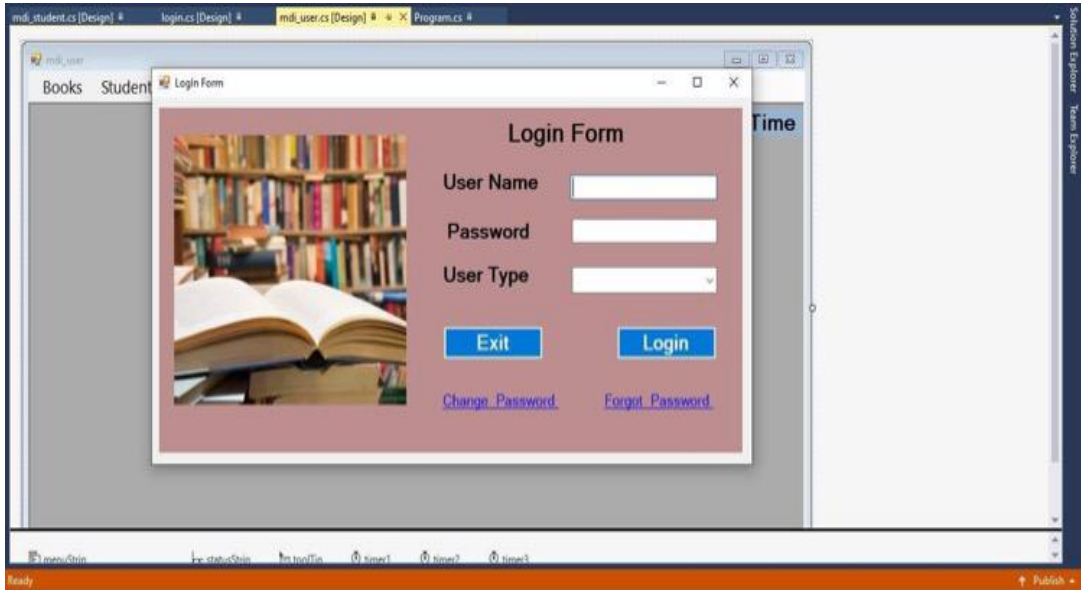 mdi_student.cs [Design] login.cs [Design] mdi_user.cs [Design] Program.cs
mdi_user
Books Student
Login Form
Time
Login Form
User Name
Password
User Type
Exit Login
Change Password Forgot Password
menuStrip statusStrip toolTip timer1 timer2 timer3
Ready Publish
Solution Explorer Team Explorer